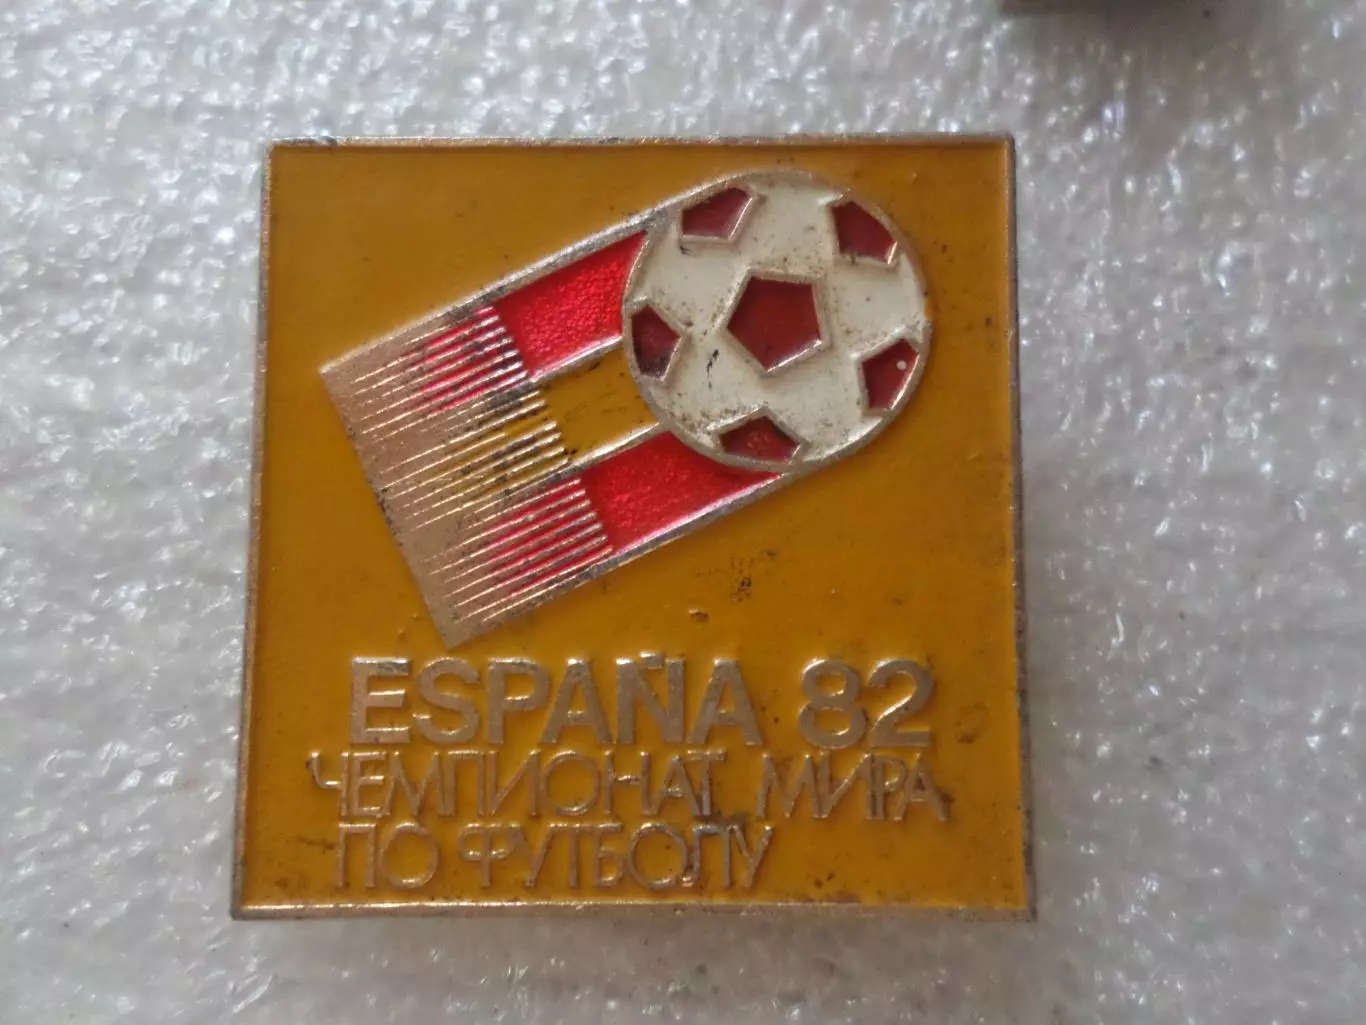 ESPAÑA 82
ЧЕМПИОНАТ МИРА
ПО ФУТБОЛУ